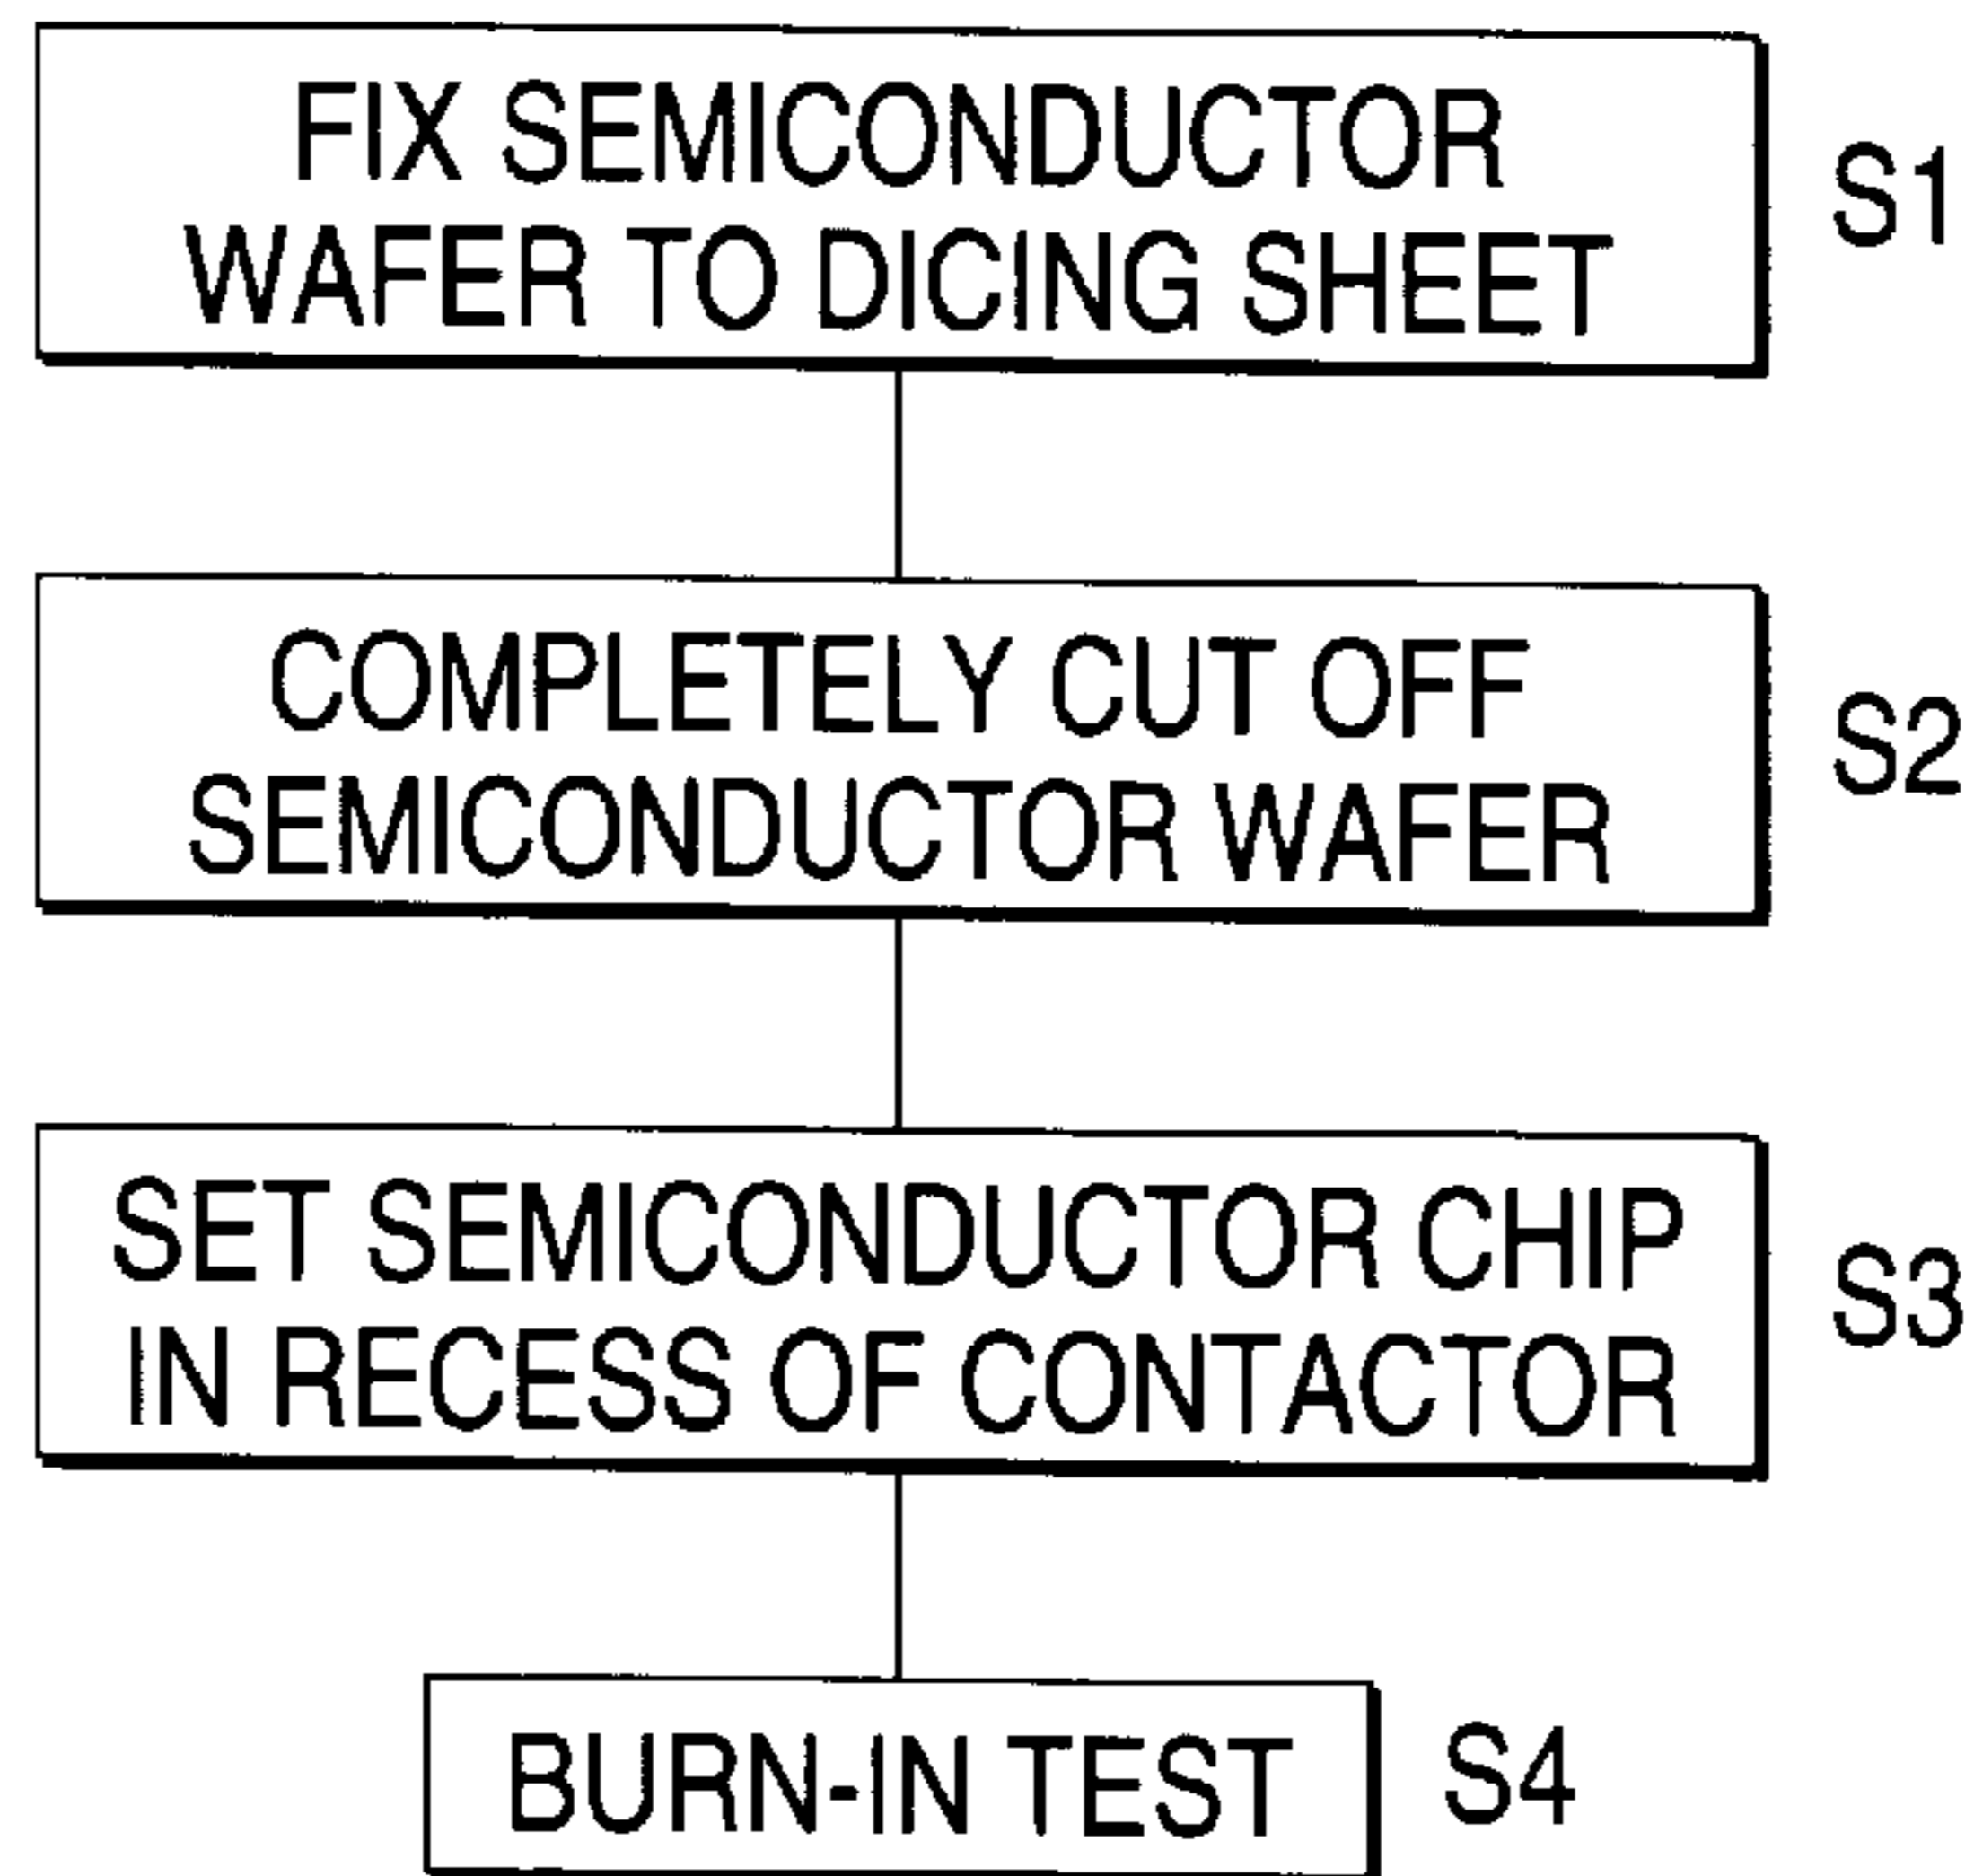 FIX SEMICONDUCTOR
WAFER TO DICING SHEET
S1
COMPLETELY CUT OFF
SEMICONDUCTOR WAFER
S2
SET SEMICONDUCTOR CHIP
IN RECESS OF CONTACTOR
S3
BURN-IN TEST
S4